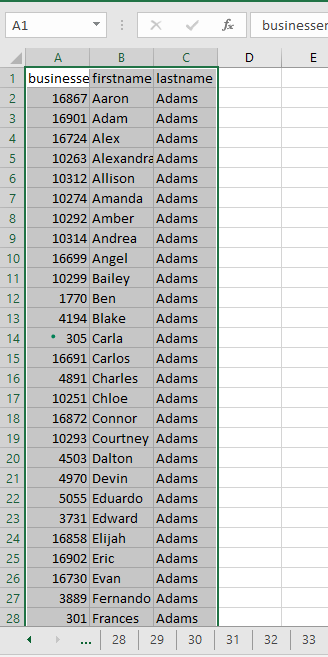 A1 fx businesser
A B C D E
1 businesse firstname lastname
2 16867 Aaron Adams
3 16901 Adam Adams
4 16724 Alex Adams
5 10263 Alexandra Adams
6 10312 Allison Adams
7 10274 Amanda Adams
8 10292 Amber Adams
9 10314 Andrea Adams
10 16699 Angel Adams
11 10299 Bailey Adams
12 1770 Ben Adams
13 4194 Blake Adams
14 305 Carla Adams
15 16691 Carlos Adams
16 4891 Charles Adams
17 10251 Chloe Adams
18 16872 Connor Adams
19 10293 Courtney Adams
20 4503 Dalton Adams
21 4970 Devin Adams
22 5055 Eduardo Adams
23 3731 Edward Adams
24 16858 Elijah Adams
25 16902 Eric Adams
26 16730 Evan Adams
27 3889 Fernando Adams
28 301 Frances Adams
... 28 29 30 31 32 33